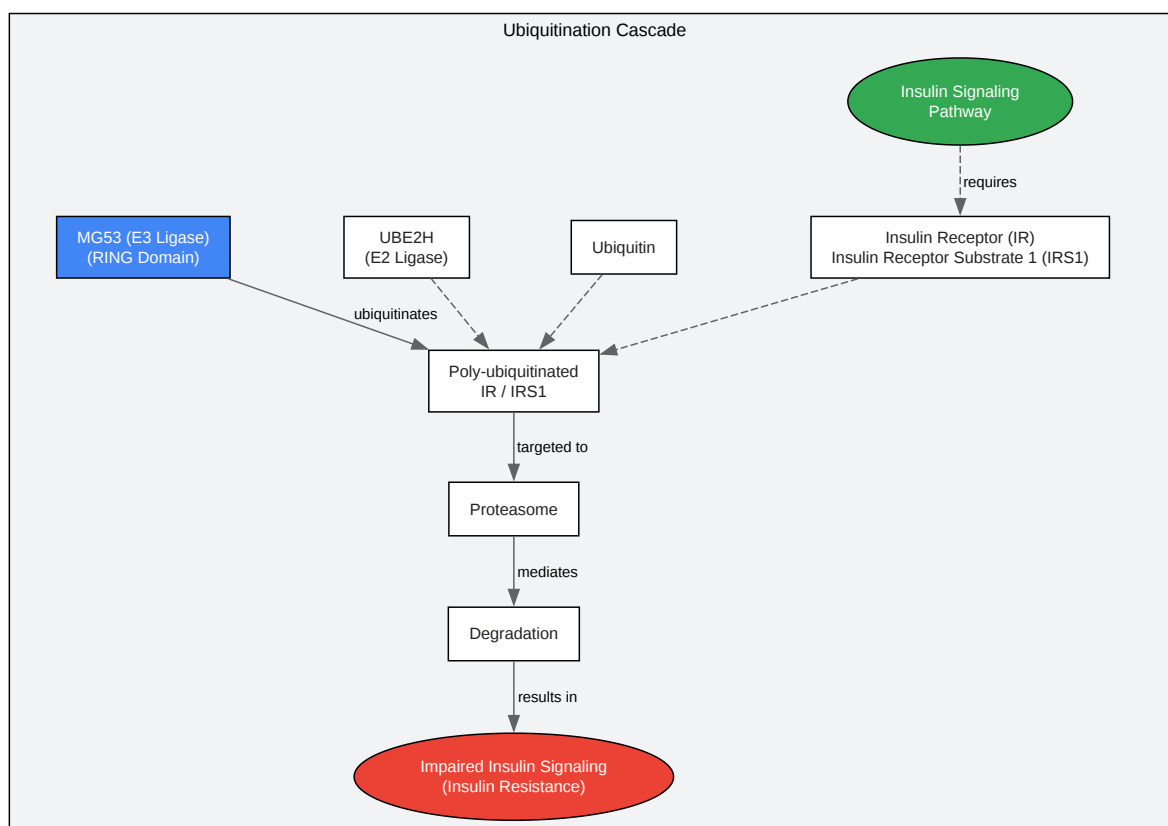 Ubiquitination Cascade
Insulin Signaling
Pathway
requires
MG53 (E3 Ligase)
(RING Domain)
UBE2H
(E2 Ligase)
Ubiquitin
Insulin Receptor (IR)
Insulin Receptor Substrate 1 (IRS1)
ubiquitinates
Poly-ubiquitinated
IR / IRS1
targeted to
Proteasome
mediates
Degradation
results in
Impaired Insulin Signaling
(Insulin Resistance)